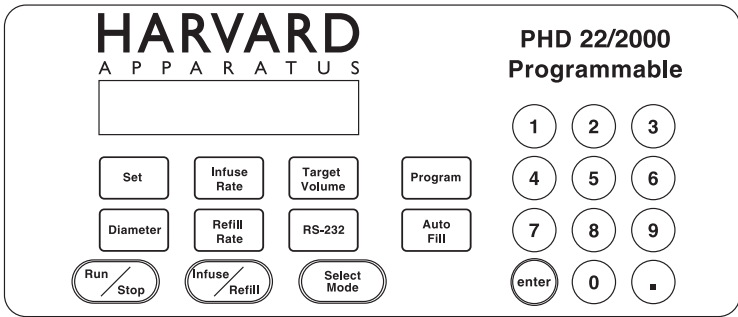 HARVARD
APPARATUS
PHD 22/2000
Programmable
1 2 3
Set
Infuse
Rate
Target
Volume
Program
4 5 6
Diameter
Refill
Rate
RS-232
Auto
Fill
7 8 9
Run/
Stop
Infuse/
Refill
Select
Mode
enter 0 .